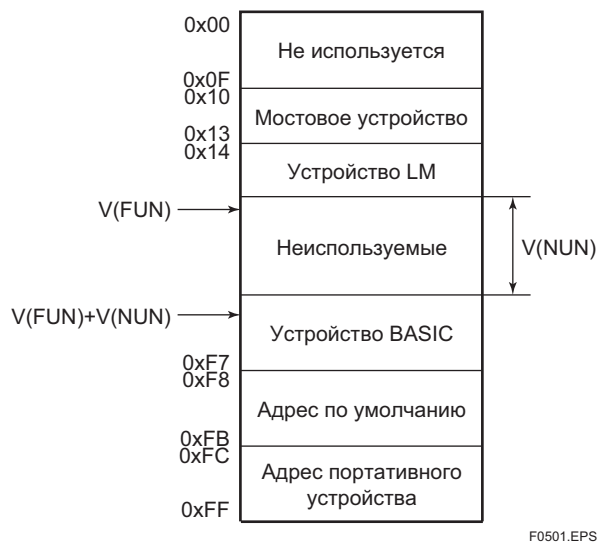 0x00
Не используется
0x0F
0x10
Мостовое устройство
0x13
0x14
Устройство LM
V(FUN)
Неиспользуемые
V(NUN)
V(FUN)+V(NUN)
Устройство BASIC
0xF7
0xF8
Адрес по умолчанию
0xFB
0xFC
Адрес портативного
устройства
0xFF
F0501.EPS